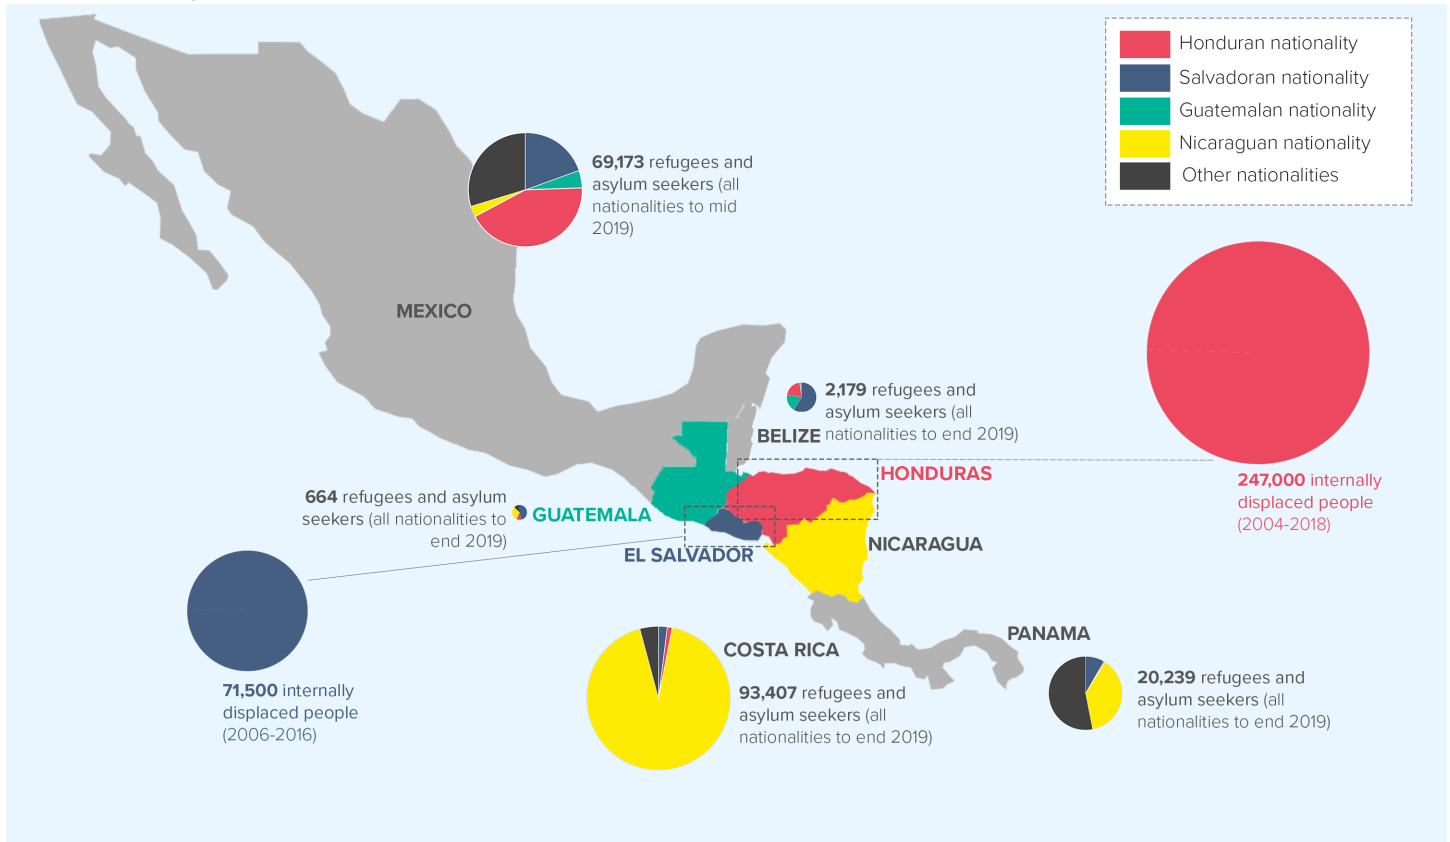 Honduran nationality
Salvadoran nationality
Guatemalan nationality
Nicaraguan nationality
Other nationalities
69,173 refugees and
asylum seekers (all
nationalities to mid
2019)
MEXICO
2,179 refugees and
asylum seekers (all
nationalities to end 2019)
BELIZE
HONDURAS
247,000 internally
displaced people
(2004-2018)
664 refugees and asylum
seekers (all nationalities to
end 2019)
GUATEMALA
EL SALVADOR
NICARAGUA
71,500 internally
displaced people
(2006-2016)
COSTA RICA
93,407 refugees and
asylum seekers (all
nationalities to end 2019)
PANAMA
20,239 refugees and
asylum seekers (all
nationalities to end 2019)